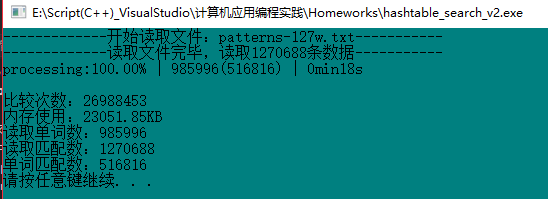 E:\Script(C++)_VisualStudio\计算机应用编程实践\Homeworks\hashtable_search_v2.exe
-------------开始读取文件：patterns-127w.txt-----------
-------------读取文件完毕，读取1270688条数据-----------
processing:100.00% | 985996(516816) | 0min18s
比较次数：26988453
内存使用：23051.85KB
读取单词数：985996
读取匹配数：1270688
单词匹配数：516816
请按任意键继续. . .